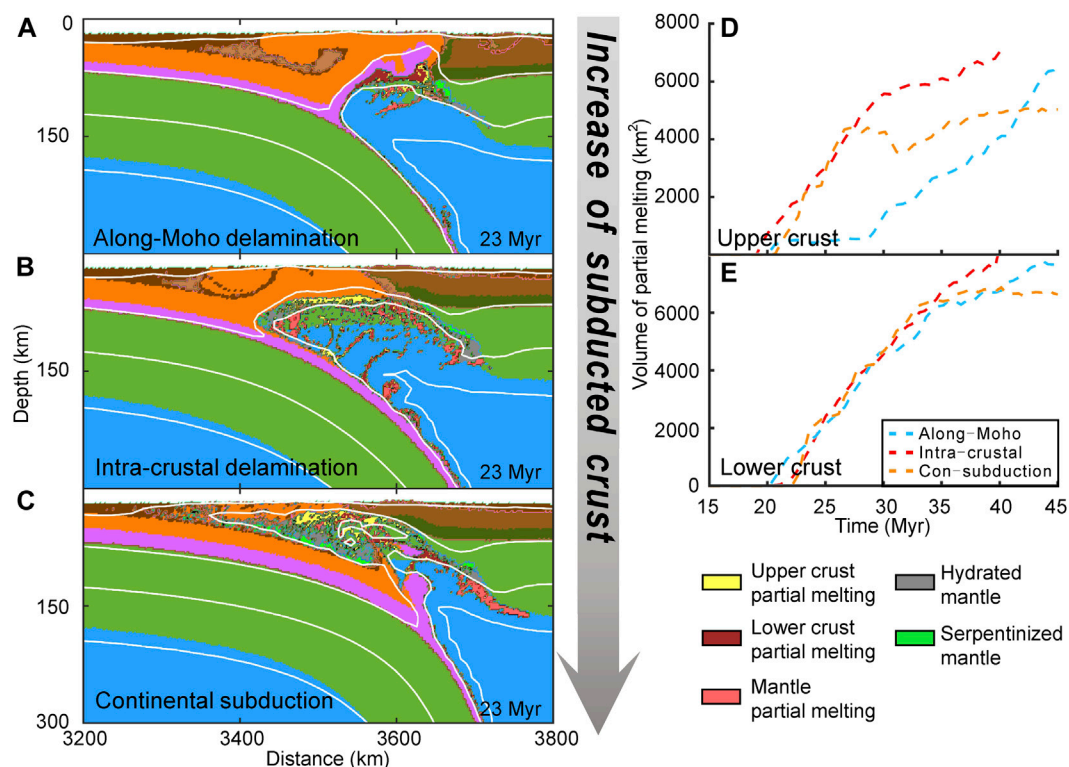 A
0
150
Along-Moho delamination
23 Myr
B
150
Intra-crustal delamination
23 Myr
C
150
300
Continental subduction
23 Myr
Depth (km)
3200
3400
3600
3800
Distance (km)
Increase of subducted crust
D
8000
6000
4000
2000
Upper crust
E
6000
4000
2000
0
Lower crust
Volume of partial melting (km²)
Along-Moho
Intra-crustal
Con-subduction
15
20
25
30
35
40
45
Time (Myr)
Upper crust
partial melting
Lower crust
partial melting
Mantle
partial melting
Hydrated
mantle
Serpentinized
mantle